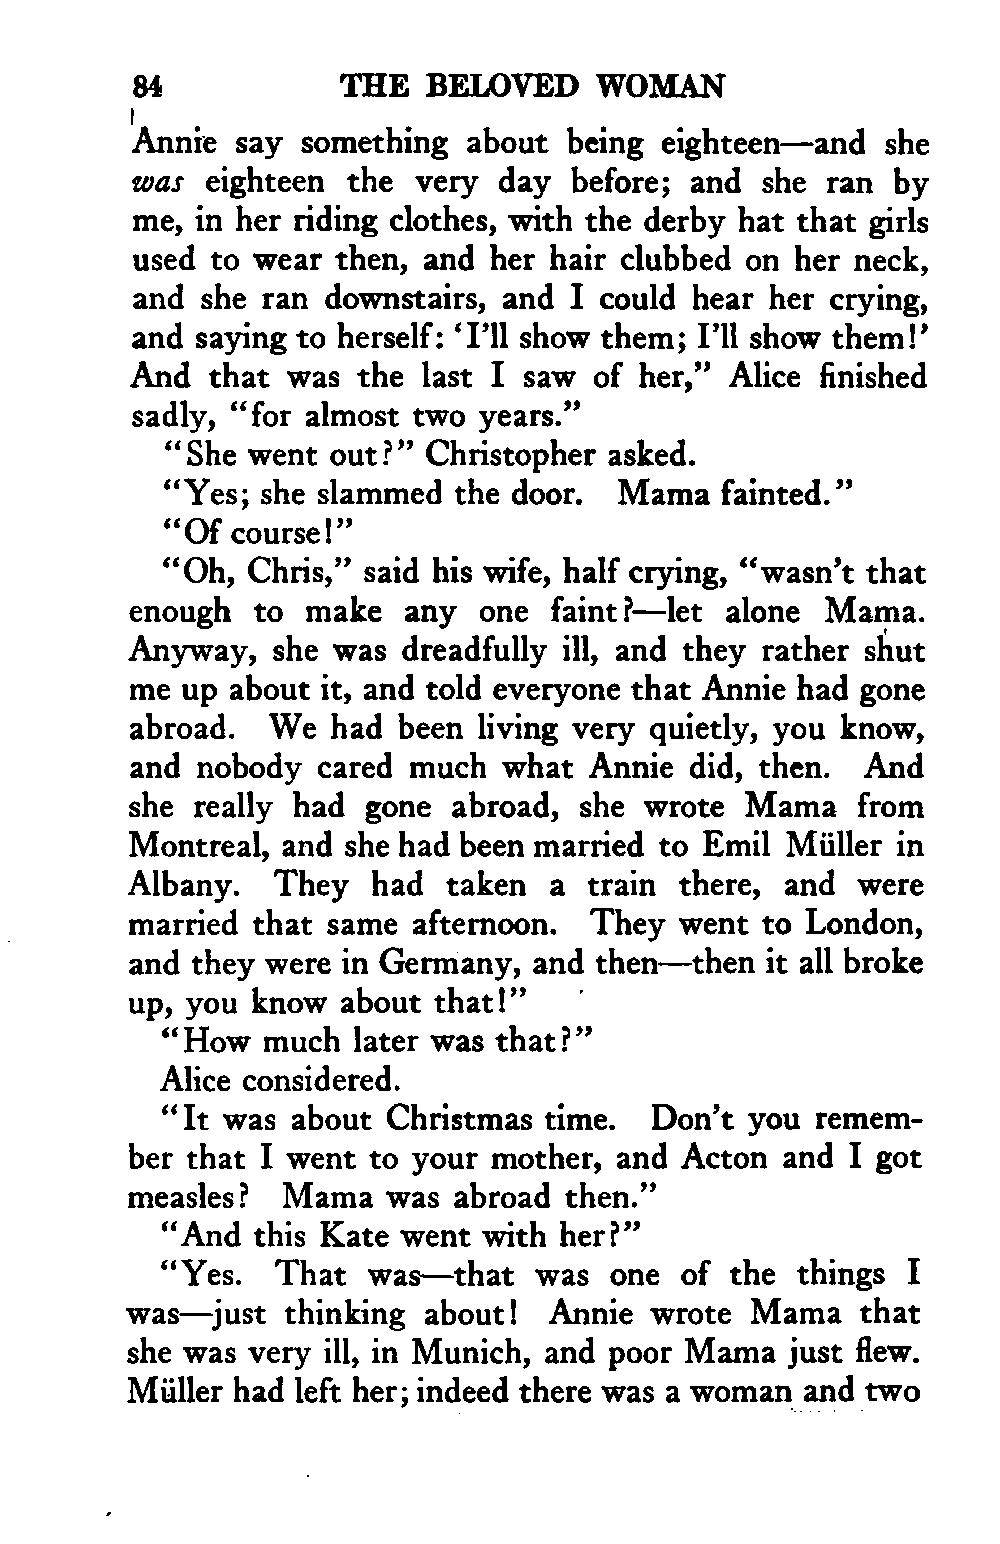 84 THE BELOVED WOMAN
Annie say something about being eighteen—and she
was eighteen the very day before; and she ran by
me, in her riding clothes, with the derby hat that girls
used to wear then, and her hair clubbed on her neck,
and she ran downstairs, and I could hear her crying,
and saying to herself: ‘I’ll show them; I’ll show them!’
And that was the last I saw of her,” Alice finished
sadly, “for almost two years.”
“She went out?” Christopher asked.
“Yes; she slammed the door. Mama fainted.”
“Of course!”
“Oh, Chris,” said his wife, half crying, “wasn’t that
enough to make any one faint?—let alone Mama.
Anyway, she was dreadfully ill, and they rather shut
me up about it, and told everyone that Annie had gone
abroad. We had been living very quietly, you know,
and nobody cared much what Annie did, then. And
she really had gone abroad, she wrote Mama from
Montreal, and she had been married to Emil Müller in
Albany. They had taken a train there, and were
married that same afternoon. They went to London,
and they were in Germany, and then—then it all broke
up, you know about that!”
“How much later was that?”
Alice considered.
“It was about Christmas time. Don’t you remem-
ber that I went to your mother, and Acton and I got
measles? Mama was abroad then.”
“And this Kate went with her?”
“Yes. That was—that was one of the things I
was—just thinking about! Annie wrote Mama that
she was very ill, in Munich, and poor Mama just flew.
Müller had left her; indeed there was a woman and two